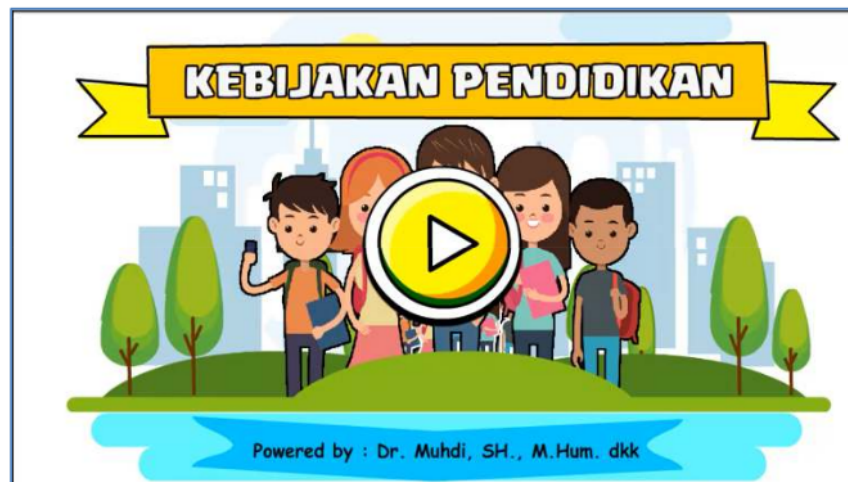 KEBIJAKAN PENDIDIKAN
Powered by : Dr. Muhdi, SH., M.Hum. dkk